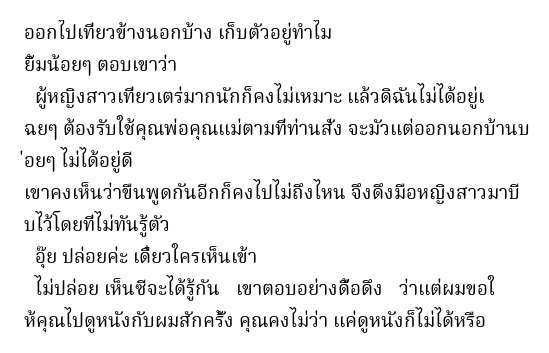 ออกไปเทียวข้างนอกบ้าง เก็บตัวอยู่ทำไม
ยิ้มน้อยๆ ตอบเขาว่า
ผู้หญิงสาวเทียวเตร่มากนักก็คงไม่เหมาะ แล้วดิฉันไม่ได้อยู่เ
ฉยๆ ต้องรับใช้คุณพ่อคุณแม่ตามทีท่านสั่ง จะมัวแต่ออกนอกบ้านบ
่อยๆ ไม่ได้อยู่ดี
เขาคงเห็นว่าขืนพูดกันอีกก็คงไปไม่ถึงไหน จึงดึงมือหญิงสาวมาบี
บไว้โดยทีไม่ทันรู้ตัว
อุ๊ย ปล่อยค่ะ เดี๋ยวใครเห็นเข้า
ไม่ปล่อย เห็นซีจะได้รู้กัน เขาตอบอย่างดื้อดึง ว่าแต่ผมขอใ
ห้คุณไปดูหนังกับผมสักครั้ง คุณคงไม่ว่า แค่ดูหนังก็ไม่ได้หรือ